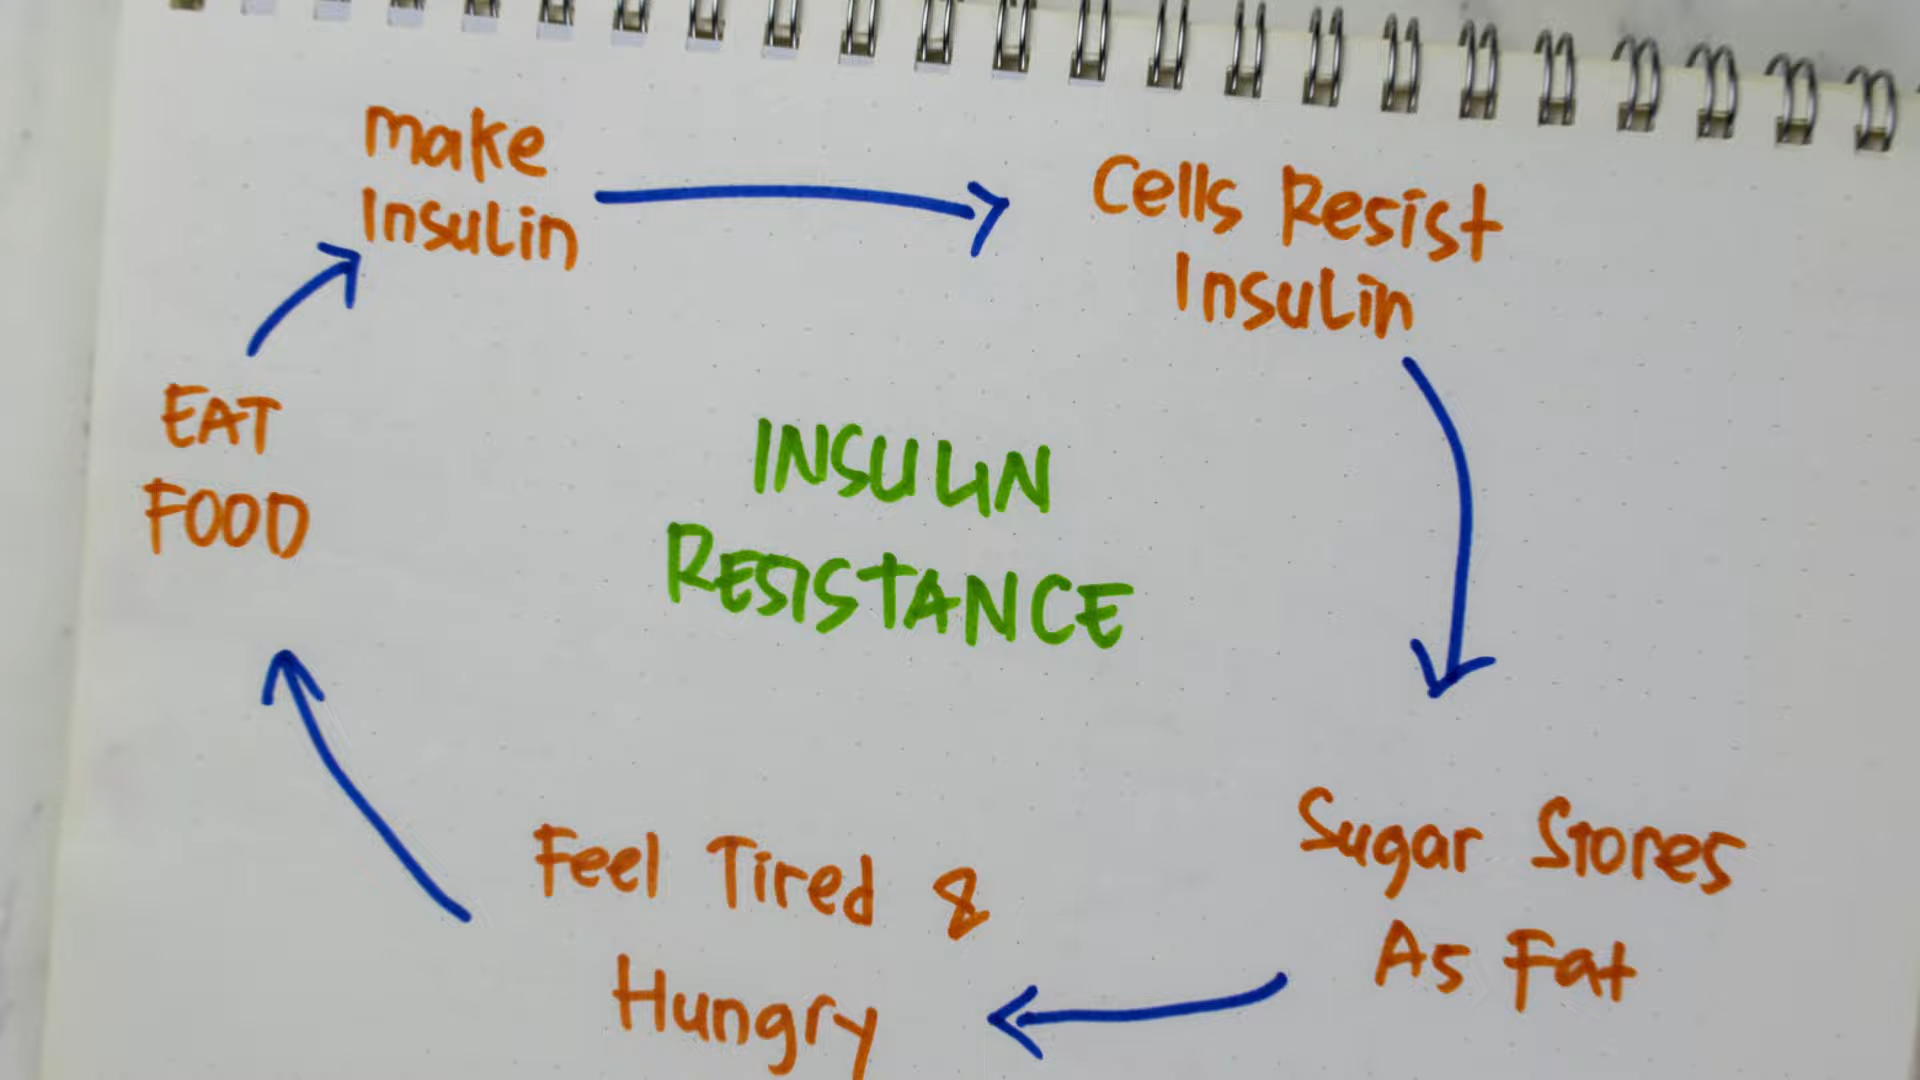 make
Insulin
Cells Resist
Insulin
EAT
FOOD
INSULIN
RESISTANCE
Sugar Stores
As Fat
Feel Tired &
Hungry